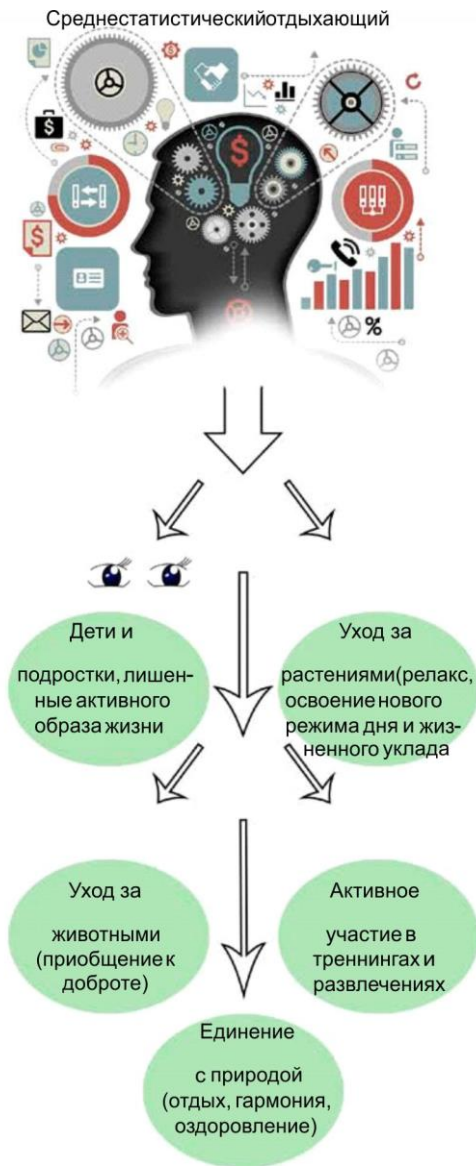 Среднестатистическийотдыхающий
$
$
$
%
Дети и
подростки, лишен-
ные активного
образа жизни
Уход за
растениями(релакс,
освоение нового
режима дня и жиз-
ненного уклада
Уход за
животными
(приобщение к
доброте)
Активное
участие в
треннингах и
развлечениях
Единение
с природой
(отдых, гармония,
оздоровление)